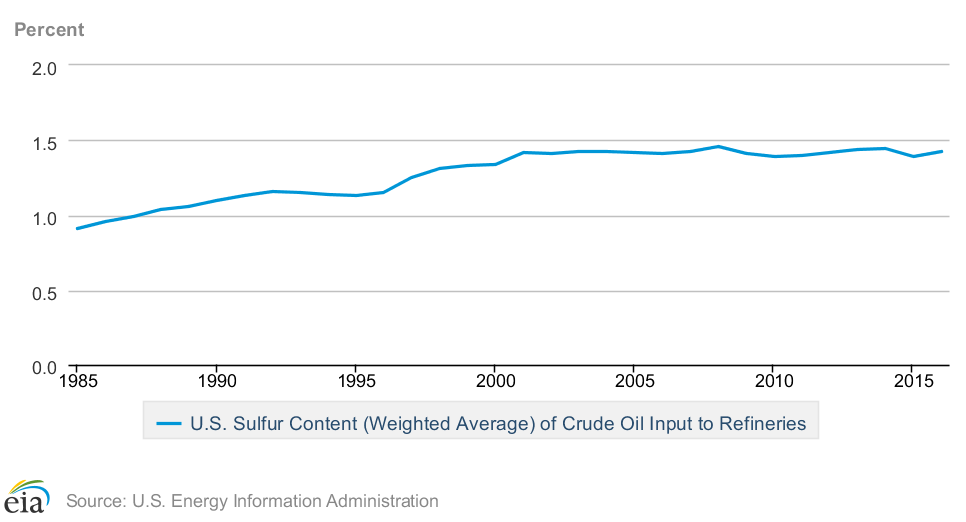 Percent
2.0
1.5
1.0
0.5
0.0
1985 1990 1995 2000 2005 2010 2015
U.S. Sulfur Content (Weighted Average) of Crude Oil Input to Refineries
eia Source: U.S. Energy Information Administration